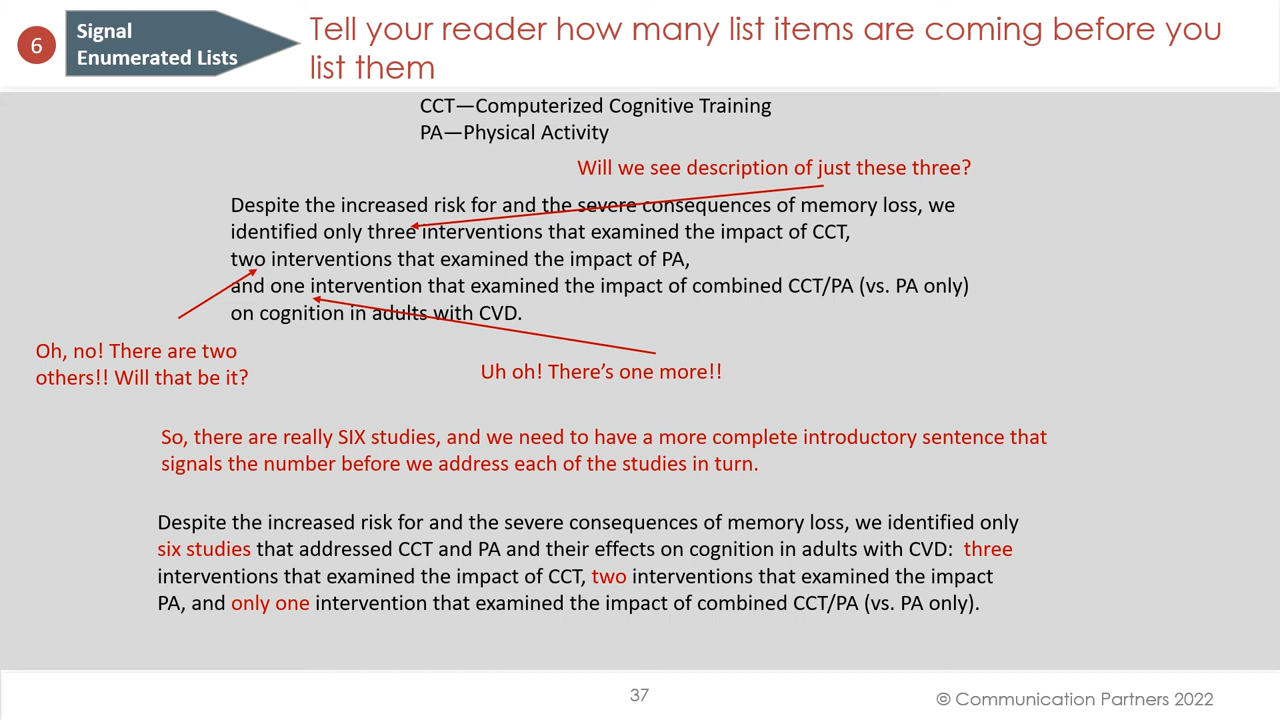 6
Signal
Enumerated Lists
Tell your reader how many list items are coming before you
list them
CCT—Computerized Cognitive Training
PA—Physical Activity
Will we see description of just these three?
Despite the increased risk for and the severe consequences of memory loss, we
identified only three interventions that examined the impact of CCT,
two interventions that examined the impact of PA,
and one intervention that examined the impact of combined CCT/PA (vs. PA only)
on cognition in adults with CVD.
Oh, no! There are two
others!! Will that be it?
Uh oh! There’s one more!!
So, there are really SIX studies, and we need to have a more complete introductory sentence that
signals the number before we address each of the studies in turn.
Despite the increased risk for and the severe consequences of memory loss, we identified only
six studies that addressed CCT and PA and their effects on cognition in adults with CVD: three
interventions that examined the impact of CCT, two interventions that examined the impact
PA, and only one intervention that examined the impact of combined CCT/PA (vs. PA only).
37
© Communication Partners 2022